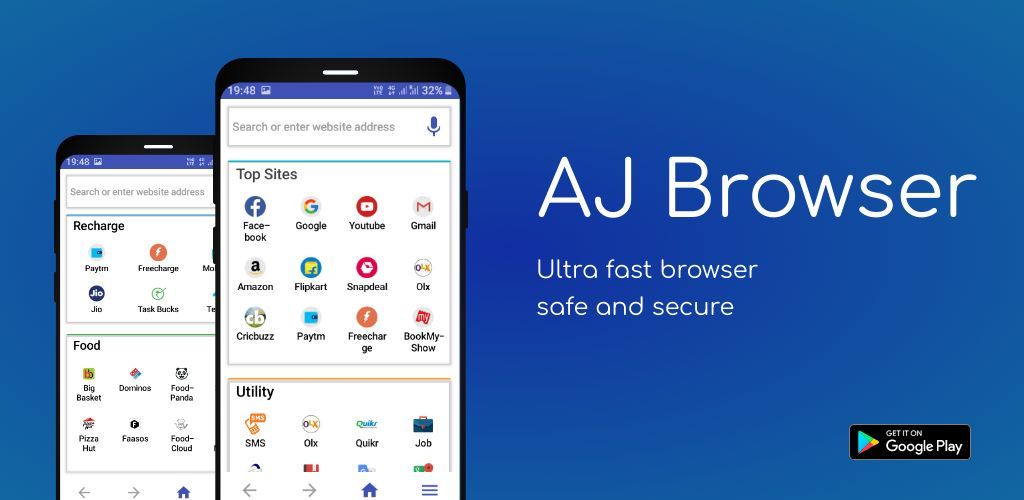 AJ Browser
Ultra fast browser
safe and secure
GET IT ON
Google Play
19:48 32%
Search or enter website address
Top Sites
Face-
book
Google Youtube Gmail
Amazon Flipkart Snapdeal Olx
Cricbuzz Paytm Freechar
ge
BookMy-
Show
Utility
SMS Olx Quikr Job
19:48
Search or enter website address
Recharge
Paytm Freecharge
Jio Task Bucks
Food
Big
Basket
Dominos Food-
Panda
Pizza
Hut
Faasos Food-
Cloud